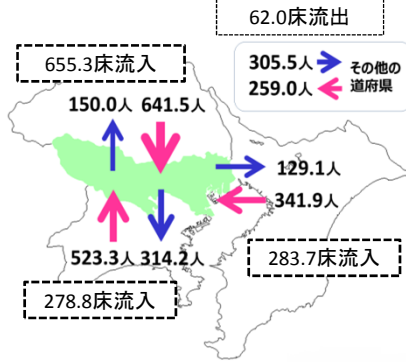 62.0床流出
305.5人 その他の
259.0人 道府県
655.3床流入
150.0人 641.5人
129.1人
341.9人
523.3人 314.2人
283.7床流入
278.8床流入